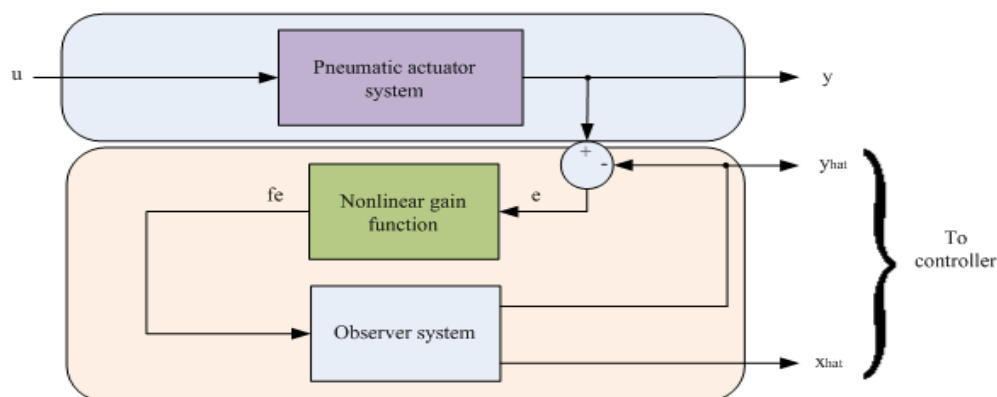 u
Pneumatic actuator
system
y
+
-
yhat
fe
Nonlinear gain
function
e
To
controller
Observer system
xhat